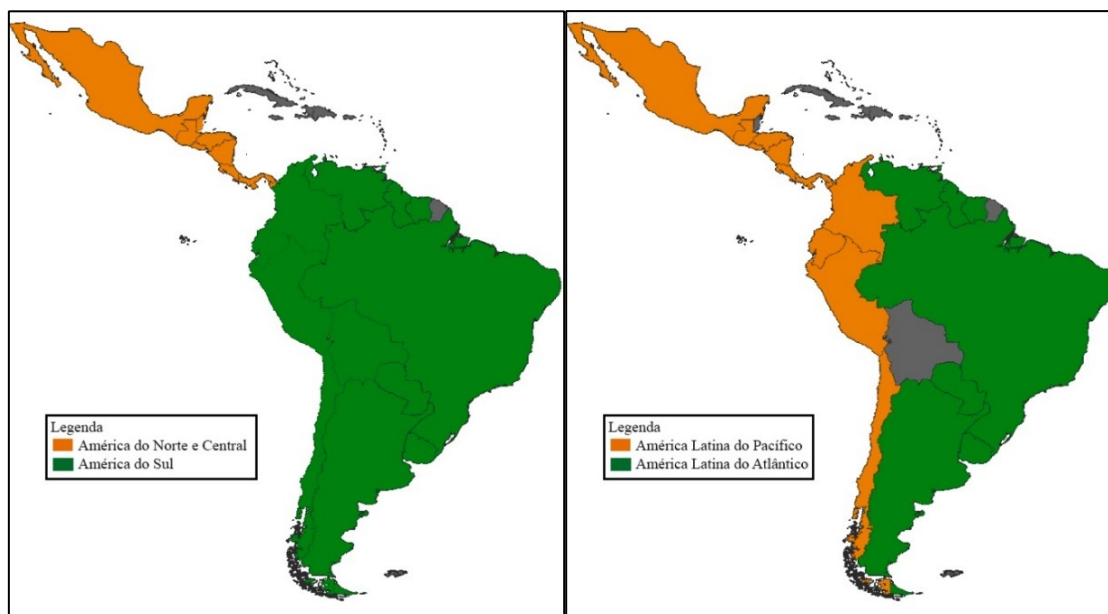 Legenda
América do Norte e Central
América do Sul
Legenda
América Latina do Pacífico
América Latina do Atlântico